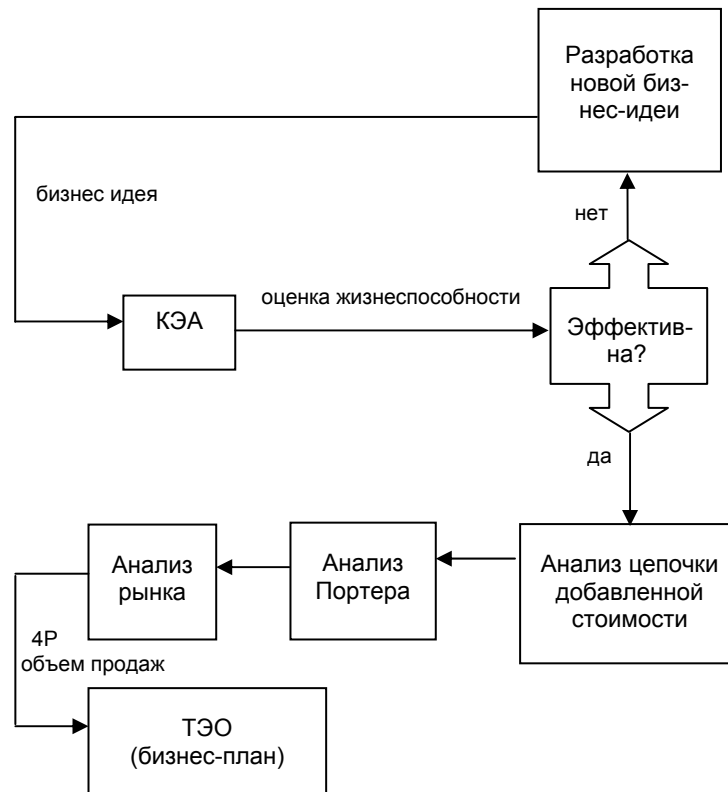 Разработка
новой биз-
нес-идеи
бизнес идея
нет
оценка жизнеспособности
КЭА
Эффектив-
на?
да
Анализ цепочки
добавленной
стоимости
Анализ
Портера
Анализ
рынка
4Р
объем продаж
ТЭО
(бизнес-план)